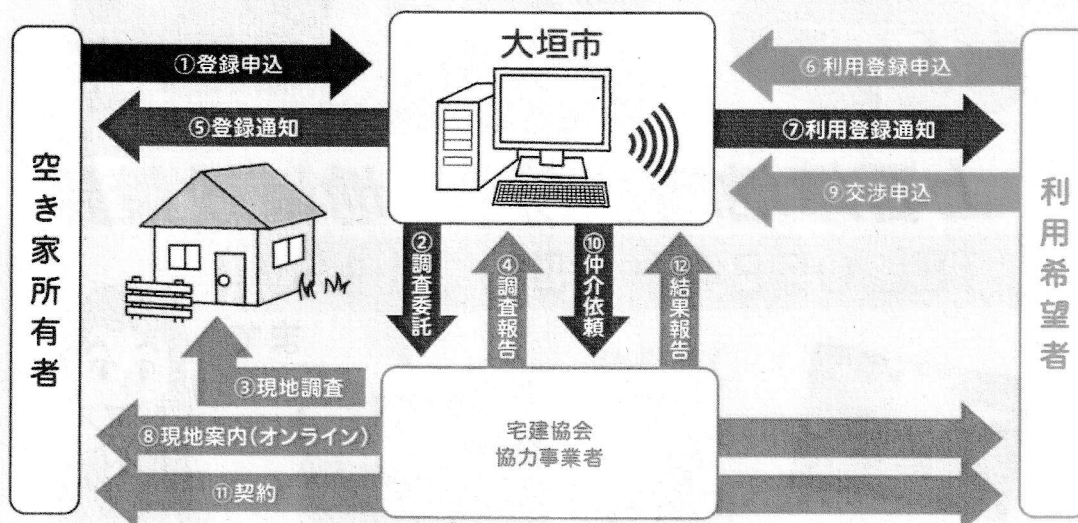 空き家所有者
①登録申込
⑤登録通知
大垣市
⑥利用登録申込
⑦利用登録通知
⑨交渉申込
利用希望者
②調査委託
④調査報告
⑩仲介依頼
⑫結果報告
③現地調査
⑧現地案内(オンライン)
⑪契約
宅建協会
協力事業者